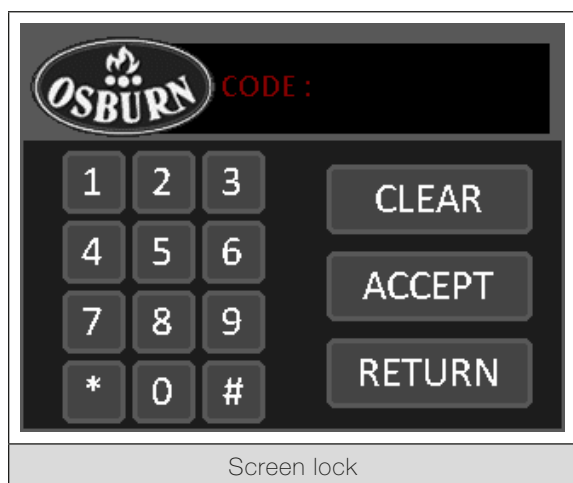 OSBURN CODE :
1 2 3 CLEAR
4 5 6
ACCEPT
7 8 9
* 0 # RETURN
Screen lock